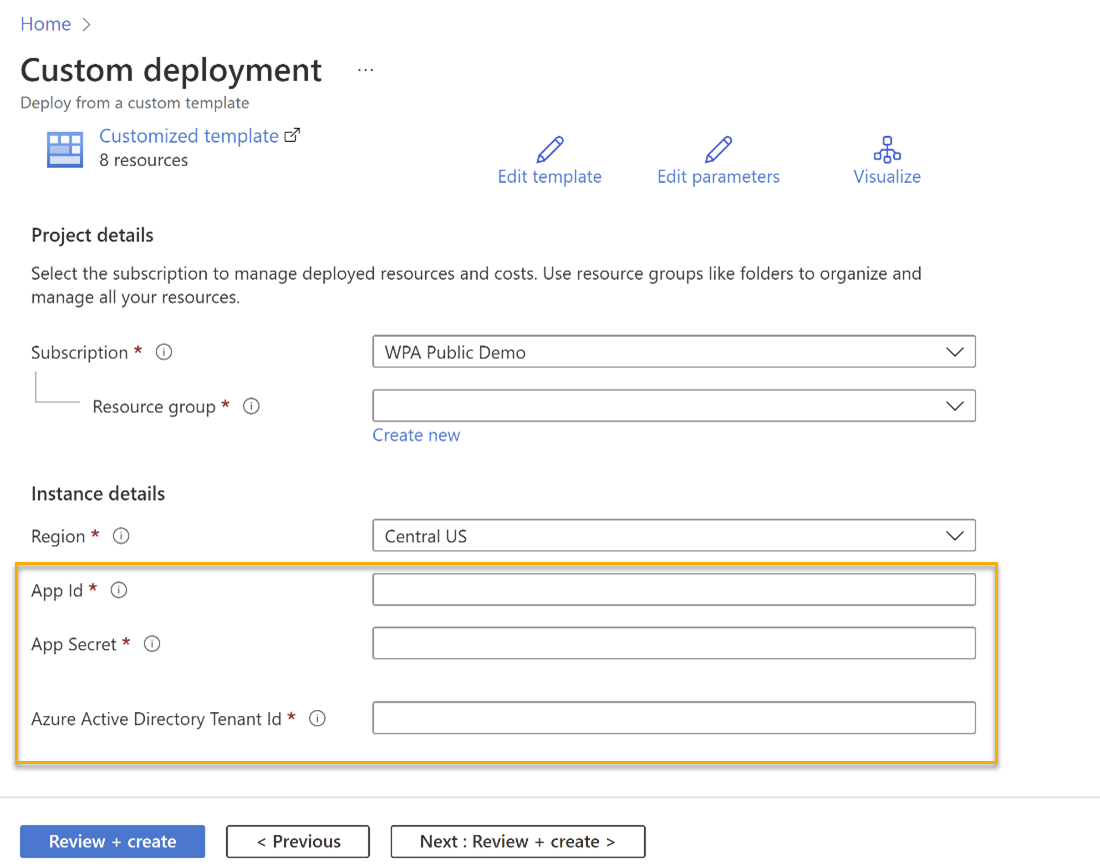 Home >
Custom deployment ...
Deploy from a custom template
Customized template
8 resources
Edit template
Edit parameters
Visualize
Project details
Select the subscription to manage deployed resources and costs. Use resource groups like folders to organize and
manage all your resources.
Subscription *
WPA Public Demo
Resource group *
Create new
Instance details
Region *
Central US
App Id *
App Secret *
Azure Active Directory Tenant Id *
Review + create
< Previous
Next : Review + create >